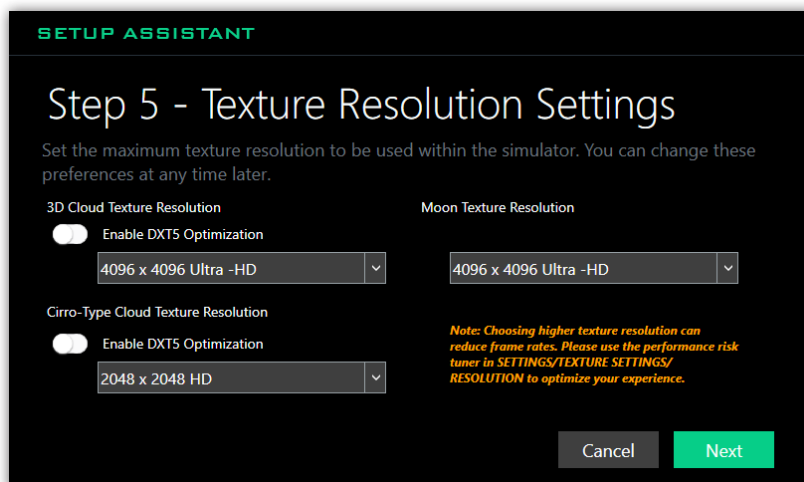 SETUP ASSISTANT
Step 5 - Texture Resolution Settings
Set the maximum texture resolution to be used within the simulator. You can change these
preferences at any time later.
3D Cloud Texture Resolution
Enable DXT5 Optimization
4096 x 4096 Ultra -HD
Moon Texture Resolution
4096 x 4096 Ultra -HD
Cirro-Type Cloud Texture Resolution
Enable DXT5 Optimization
2048 x 2048 HD
Note: Choosing higher texture resolution can
reduce frame rates. Please use the performance risk
tuner in SETTINGS/TEXTURE SETTINGS/
RESOLUTION to optimize your experience.
Cancel
Next